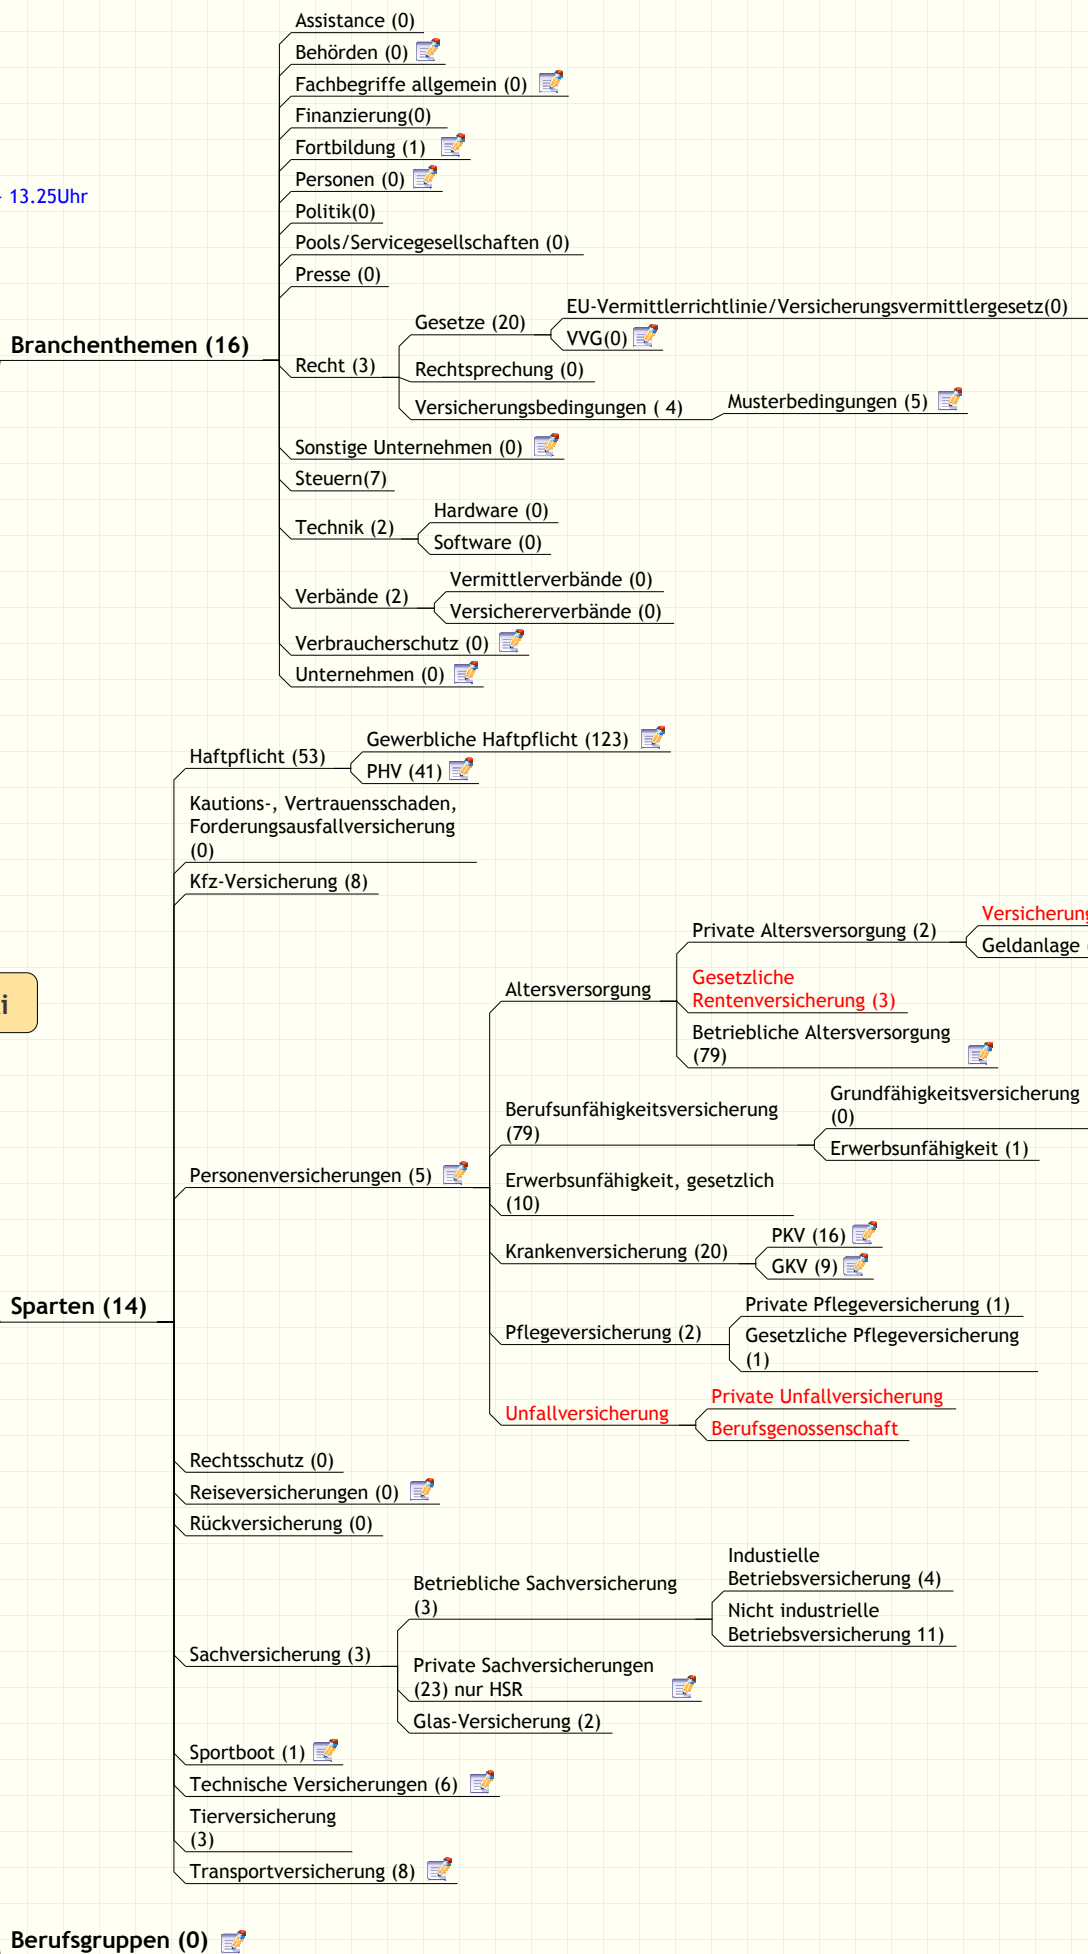 Assistance (0)
Behörden (0)
Fachbegriffe allgemein (0)
Finanzierung(0)
Fortbildung (1)
Personen (0)
- 13.25Uhr
Politik(0)
Pools/Servicegesellschaften (0)
Presse (0)
Branchenthemen (16)
Recht (3)
Gesetze (20)
EU-Vermittlerrichtlinie/Versicherungsvermittlergesetz(0)
VVG(0)
Rechtsprechung (0)
Versicherungsbedingungen ( 4)
Musterbedingungen (5)
Sonstige Unternehmen (0)
Steuern(7)
Technik (2)
Hardware (0)
Software (0)
Verbände (2)
Vermittlerverbände (0)
Versichererverbände (0)
Verbraucherschutz (0)
Unternehmen (0)
Haftpflicht (53)
Gewerbliche Haftpflicht (123)
PHV (41)
Kautions-, Vertrauensschaden,
Forderungsausfallversicherung
(0)
Kfz-Versicherung (8)
Personenversicherungen (5)
Altersversorgung
Private Altersversorgung (2)
Versicherung
Geldanlage
Gesetzliche
Rentenversicherung (3)
Betriebliche Altersversorgung
(79)
Berufsunfähigkeitsversicherung
(79)
Grundfähigkeitsversicherung
(0)
Erwerbsunfähigkeit (1)
Erwerbsunfähigkeit, gesetzlich
(10)
Krankenversicherung (20)
PKV (16)
GKV (9)
Pflegeversicherung (2)
Private Pflegeversicherung (1)
Gesetzliche Pflegeversicherung
(1)
Unfallversicherung
Private Unfallversicherung
Berufsgenossenschaft
Sparten (14)
Rechtsschutz (0)
Reiseversicherungen (0)
Rückversicherung (0)
Sachversicherung (3)
Betriebliche Sachversicherung
(3)
Industielle
Betriebsversicherung (4)
Nicht industrielle
Betriebsversicherung 11)
Private Sachversicherungen
(23) nur HSR
Glas-Versicherung (2)
Sportboot (1)
Technische Versicherungen (6)
Tierversicherung
(3)
Transportversicherung (8)
Berufsgruppen (0)